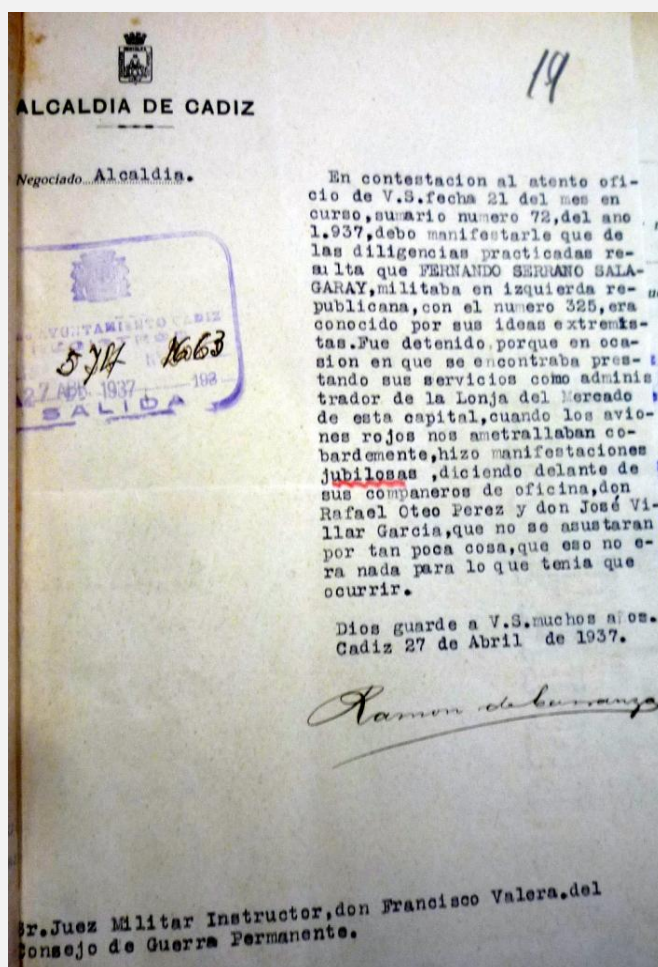 19
ALCALDIA DE CADIZ
Negociado Alcaldia.
En contestacion al atento ofi-
cio de V.S.fecha 21 del mes en
curso,sumario numero 72,del ano
1.937,debo manifestarle que de
las diligencias practicadas re-
sulta que FERNANDO SERRANO SALA-
GARAY,militaba en izquierda re-
publicana,con el numero 325,era
conocido por sus ideas extremis-
tas.Fue detenido,porque en oca-
sion en que se encontraba pres-
tando sus servicios como adminis
trador de la Lonja del Mercado
de esta capital,cuando los avio-
nes rojos nos ametrallaban co-
bardemente,hizo manifestaciones
jubilosas ,diciendo delante de
sus companeros de oficina,don
Rafael Oteo Perez y don José Vi-
llar Garcia,que no se asustaran
por tan poca cosa,que eso no e-
ra nada para lo que tenia que
ocurrir.
Dios guarde a V.S.muchos a os.
Cadiz 27 de Abril de 1937.
Ramon de Carranza
AYUNTAMIENTO CADIZ
27 ABR 1937 193
SALIDA
Sr.Juez Militar Instructor,don Francisco Valera.del
Consejo de Guerra Permanente.